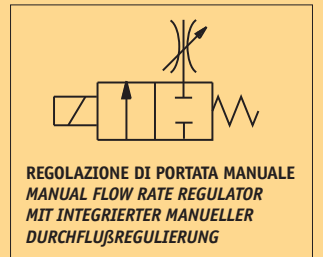 REGOLAZIONE DI PORTATA MANUALE
MANUAL FLOW RATE REGULATOR
MIT INTEGRIERTER MANUELLER
DURCHFLUßREGULIERUNG